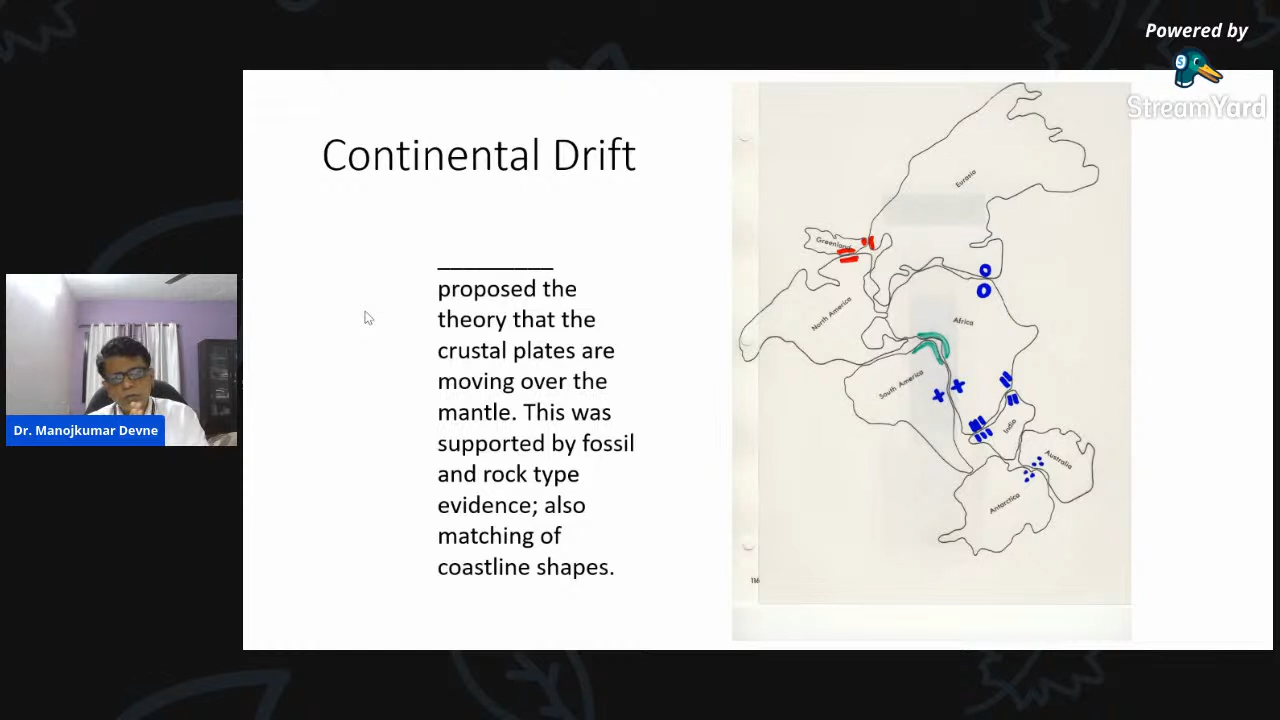 Powered by
StreamYard
Continental Drift
__________
proposed the
theory that the
crustal plates are
moving over the
mantle. This was
supported by fossil
and rock type
evidence; also
matching of
coastline shapes.
Eurasia
Greenland
North America
Africa
South America
India
Australia
Antarctica
Dr. Manojkumar Devne